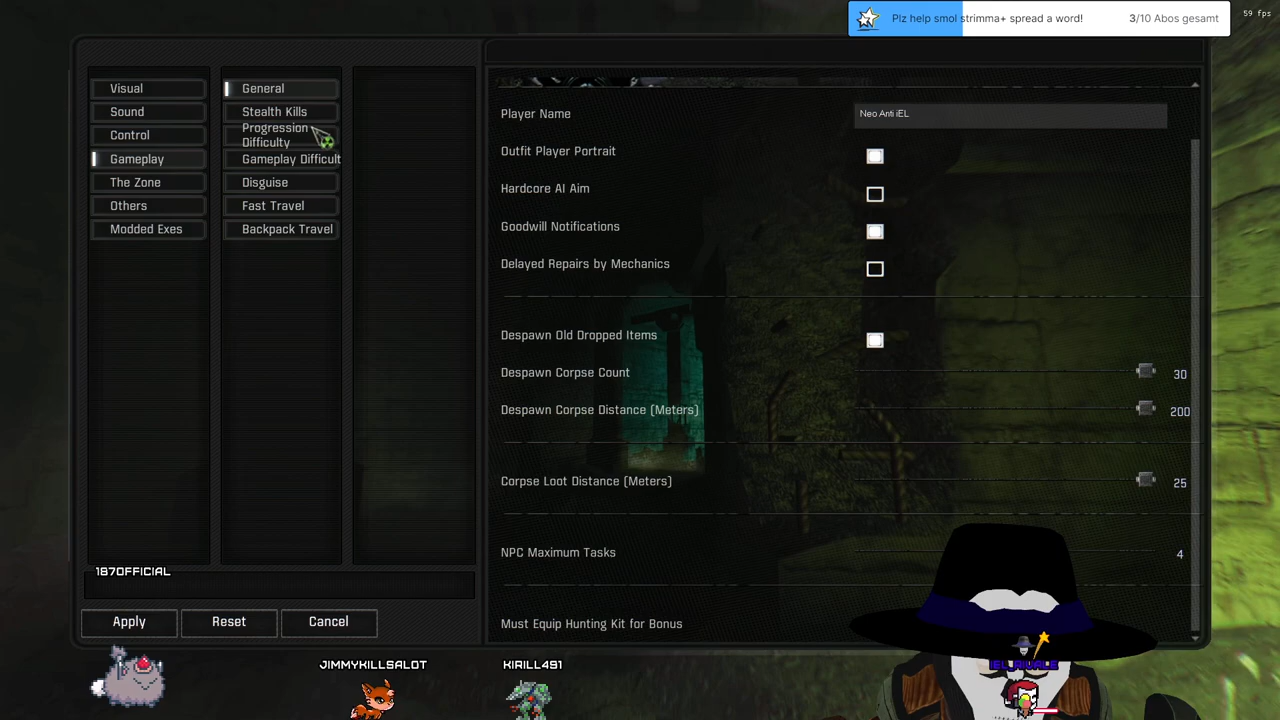 Plz help smol strimma+ spread a word!
3/10 Abos gesamt
59 fps
Visual
Sound
Control
Gameplay
The Zone
Others
Modded Exes
General
Stealth Kills
Progression
Difficulty
Gameplay Difficult
Disguise
Fast Travel
Backpack Travel
Player Name
Neo Anti iEL
Outfit Player Portrait
Hardcore AI Aim
Goodwill Notifications
Delayed Repairs by Mechanics
Despawn Old Dropped Items
Despawn Corpse Count
30
Despawn Corpse Distance (Meters)
200
Corpse Loot Distance (Meters)
25
NPC Maximum Tasks
4
Must Equip Hunting Kit for Bonus
187OFFICIAL
Apply
Reset
Cancel
JIMMYKILLSALOT
KIRILL491